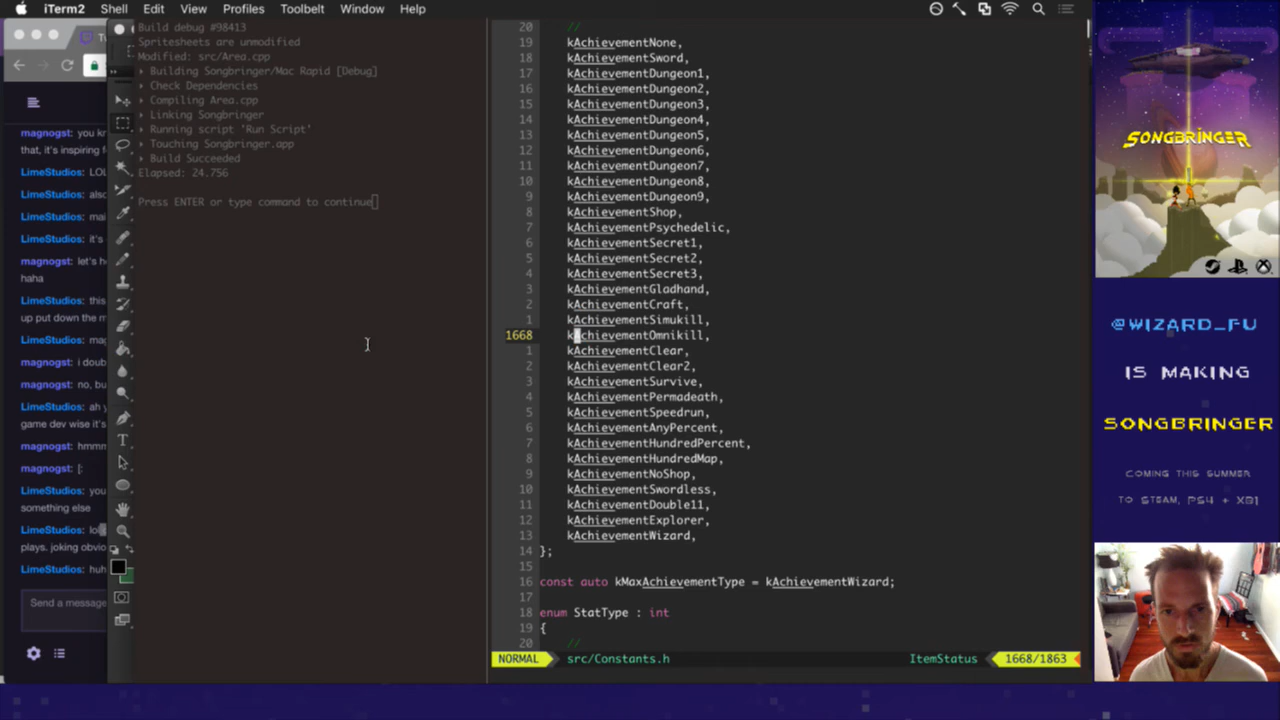 iTerm2 Shell Edit View Profiles Toolbelt Window Help
magnogst: you kn
that, it's inspiring f
LimeStudios: LOL
LimeStudios: also
LimeStudios: mai
LimeStudios: it's
magnogst: let's h
haha
LimeStudios: this
up put down the m
LimeStudios: mag
magnogst: i doub
magnogst: no, bu
LimeStudios: ah y
game dev wise it's
magnogst: hmmm
magnogst: [:
LimeStudios: you
something else
LimeStudios: lol
plays. joking obvio
LimeStudios: huh
Send a message
Build debug #98413
Spritesheets are unmodified
Modified: src/Area.cpp
Building Songbringer/Mac Rapid [Debug]
Check Dependencies
Compiling Area.cpp
Linking Songbringer
Running script 'Run Script'
Touching Songbringer.app
Build Succeeded
Elapsed: 24.756
Press ENTER or type command to continue
20 //
19 kAchievementNone,
18 kAchievementSword,
17 kAchievementDungeon1,
16 kAchievementDungeon2,
15 kAchievementDungeon3,
14 kAchievementDungeon4,
13 kAchievementDungeon5,
12 kAchievementDungeon6,
11 kAchievementDungeon7,
10 kAchievementDungeon8,
9 kAchievementDungeon9,
8 kAchievementShop,
7 kAchievementPsychedelic,
6 kAchievementSecret1,
5 kAchievementSecret2,
4 kAchievementSecret3,
3 kAchievementGladhand,
2 kAchievementCraft,
1 kAchievementSimukill,
1668 kAchievementOmnikill,
1 kAchievementClear,
2 kAchievementClear2,
3 kAchievementSurvive,
4 kAchievementPermadeath,
5 kAchievementSpeedrun,
6 kAchievementAnyPercent,
7 kAchievementHundredPercent,
8 kAchievementHundredMap,
9 kAchievementNoShop,
10 kAchievementSwordless,
11 kAchievementDouble11,
12 kAchievementExplorer,
13 kAchievementWizard,
14 };
15
16 const auto kMaxAchievementType = kAchievementWizard;
17
18 enum StatType : int
19 {
20 //
NORMAL src/Constants.h ItemStatus 1668/1863
SONGBRINGER
@WIZARD_FU
IS MAKING
SONGBRINGER
COMING THIS SUMMER
TO STEAM, PS4 + XB1